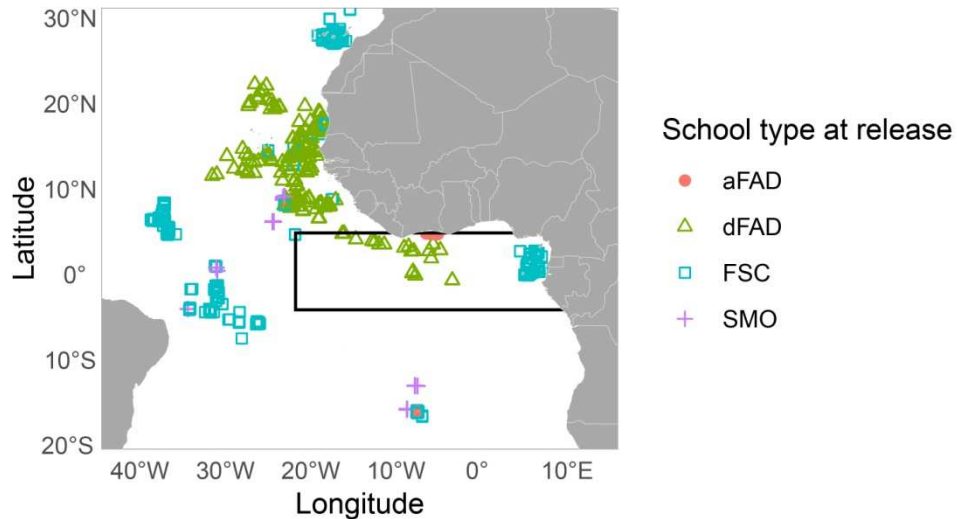 30°N
20°N
10°N
0°
10°S
20°S
Latitude
40°W 30°W 20°W 10°W 0° 10°E
Longitude
School type at release
aFAD
dFAD
FSC
SMO